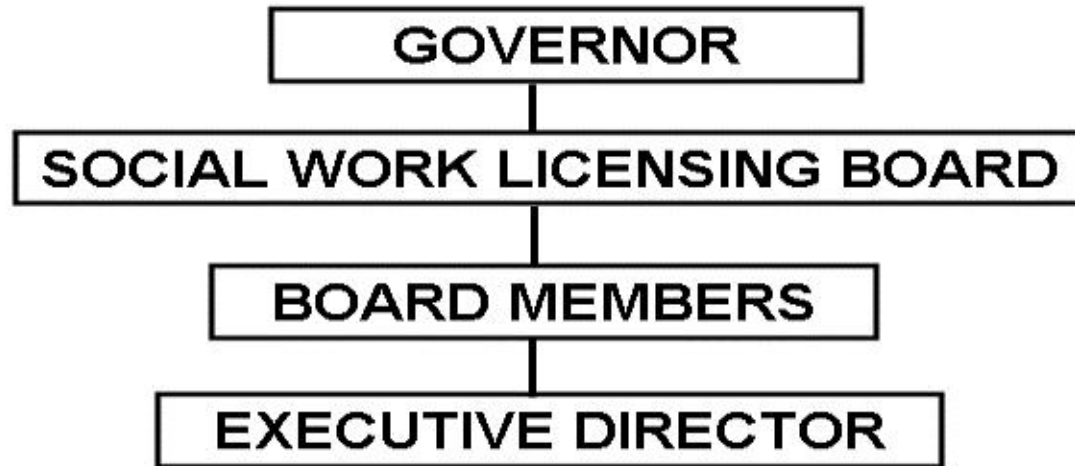 GOVERNOR
SOCIAL WORK LICENSING BOARD
BOARD MEMBERS
EXECUTIVE DIRECTOR